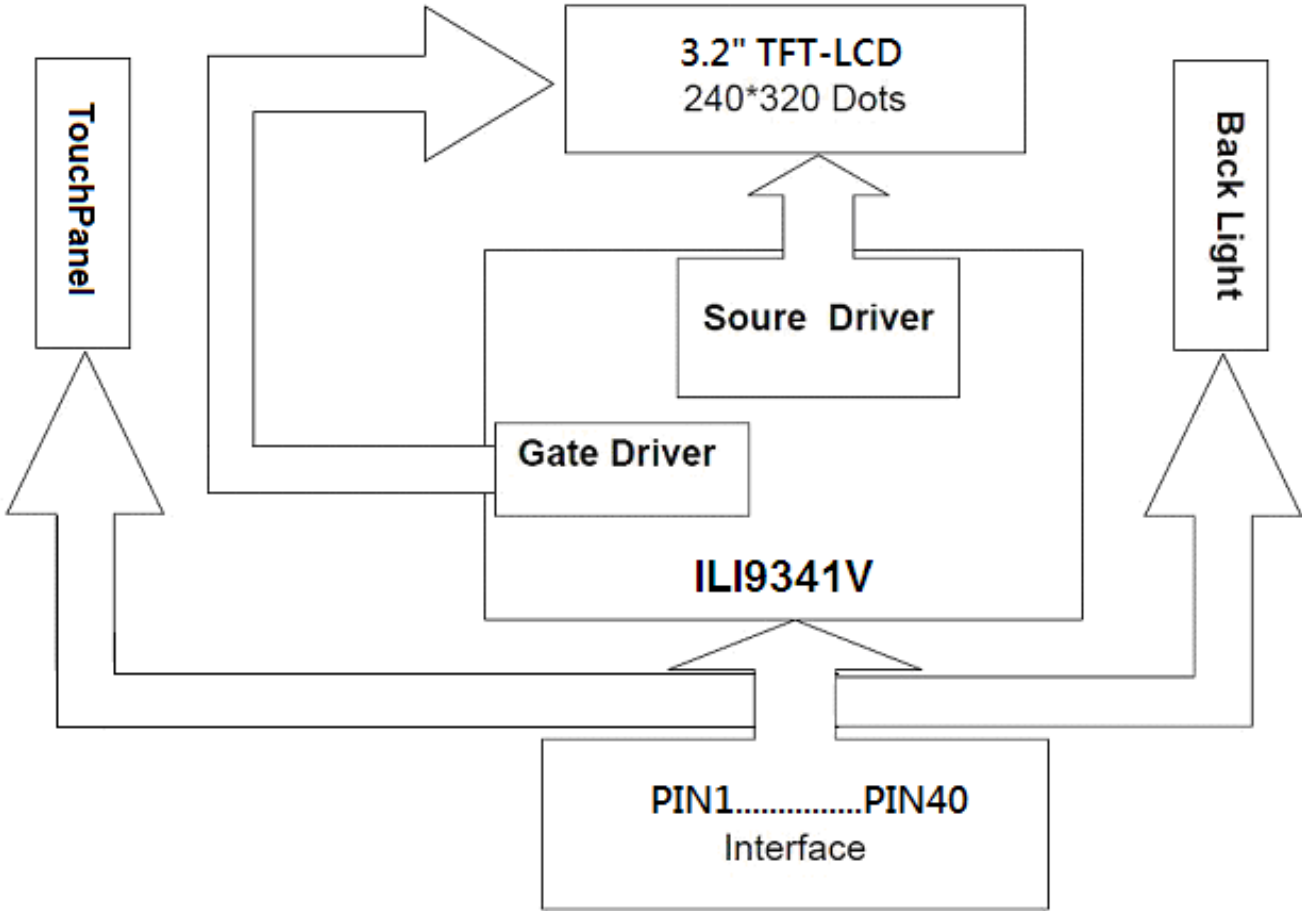 3.2" TFT-LCD
240*320 Dots
TouchPanel
Back Light
Soure Driver
Gate Driver
ILI9341V
PIN1...............PIN40
Interface